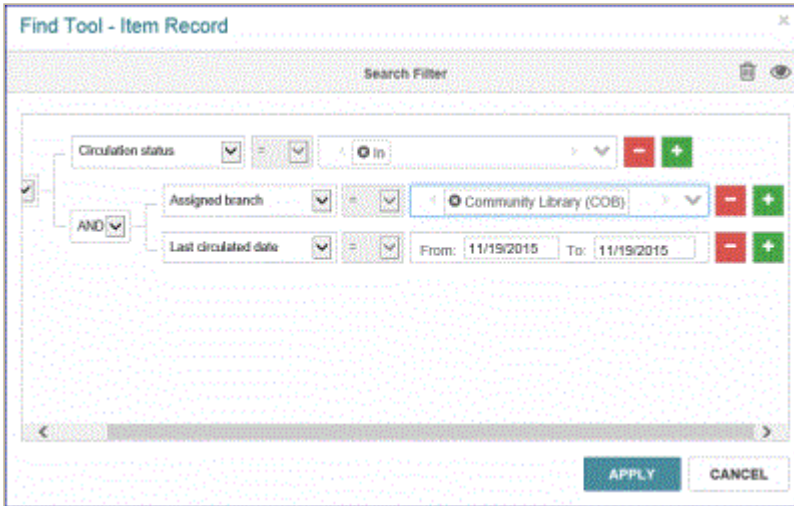 Find Tool - Item Record
Search Filter
Circulation status = In
Assigned branch = Community Library (COB)
AND
Last circulated date = From: 11/19/2015 To: 11/19/2015
APPLY CANCEL